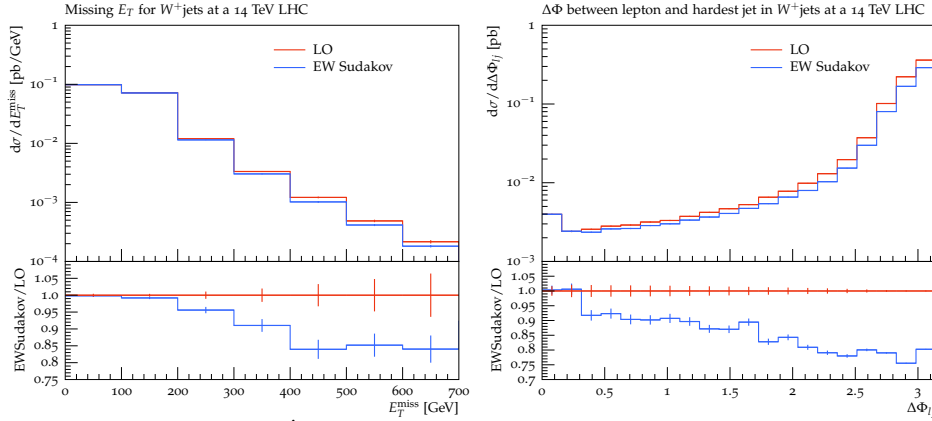 Missing E_T for W⁺jets at a 14 TeV LHC
dσ/dE_T^miss [pb/GeV]
1
10⁻¹
10⁻²
10⁻³
10⁻⁴
LO
EW Sudakov
EWSudakov/LO
1.05
1.0
0.95
0.9
0.85
0.8
0.75
0 100 200 300 400 500 600 700
E_T^miss [GeV]
ΔΦ between lepton and hardest jet in W⁺jets at a 14 TeV LHC
dσ/dΔΦ_lj [pb]
1
10⁻¹
10⁻²
10⁻³
LO
EW Sudakov
EWSudakov/LO
1.05
1.0
0.95
0.9
0.85
0.8
0.75
0.7
0 0.5 1 1.5 2 2.5 3
ΔΦ_l